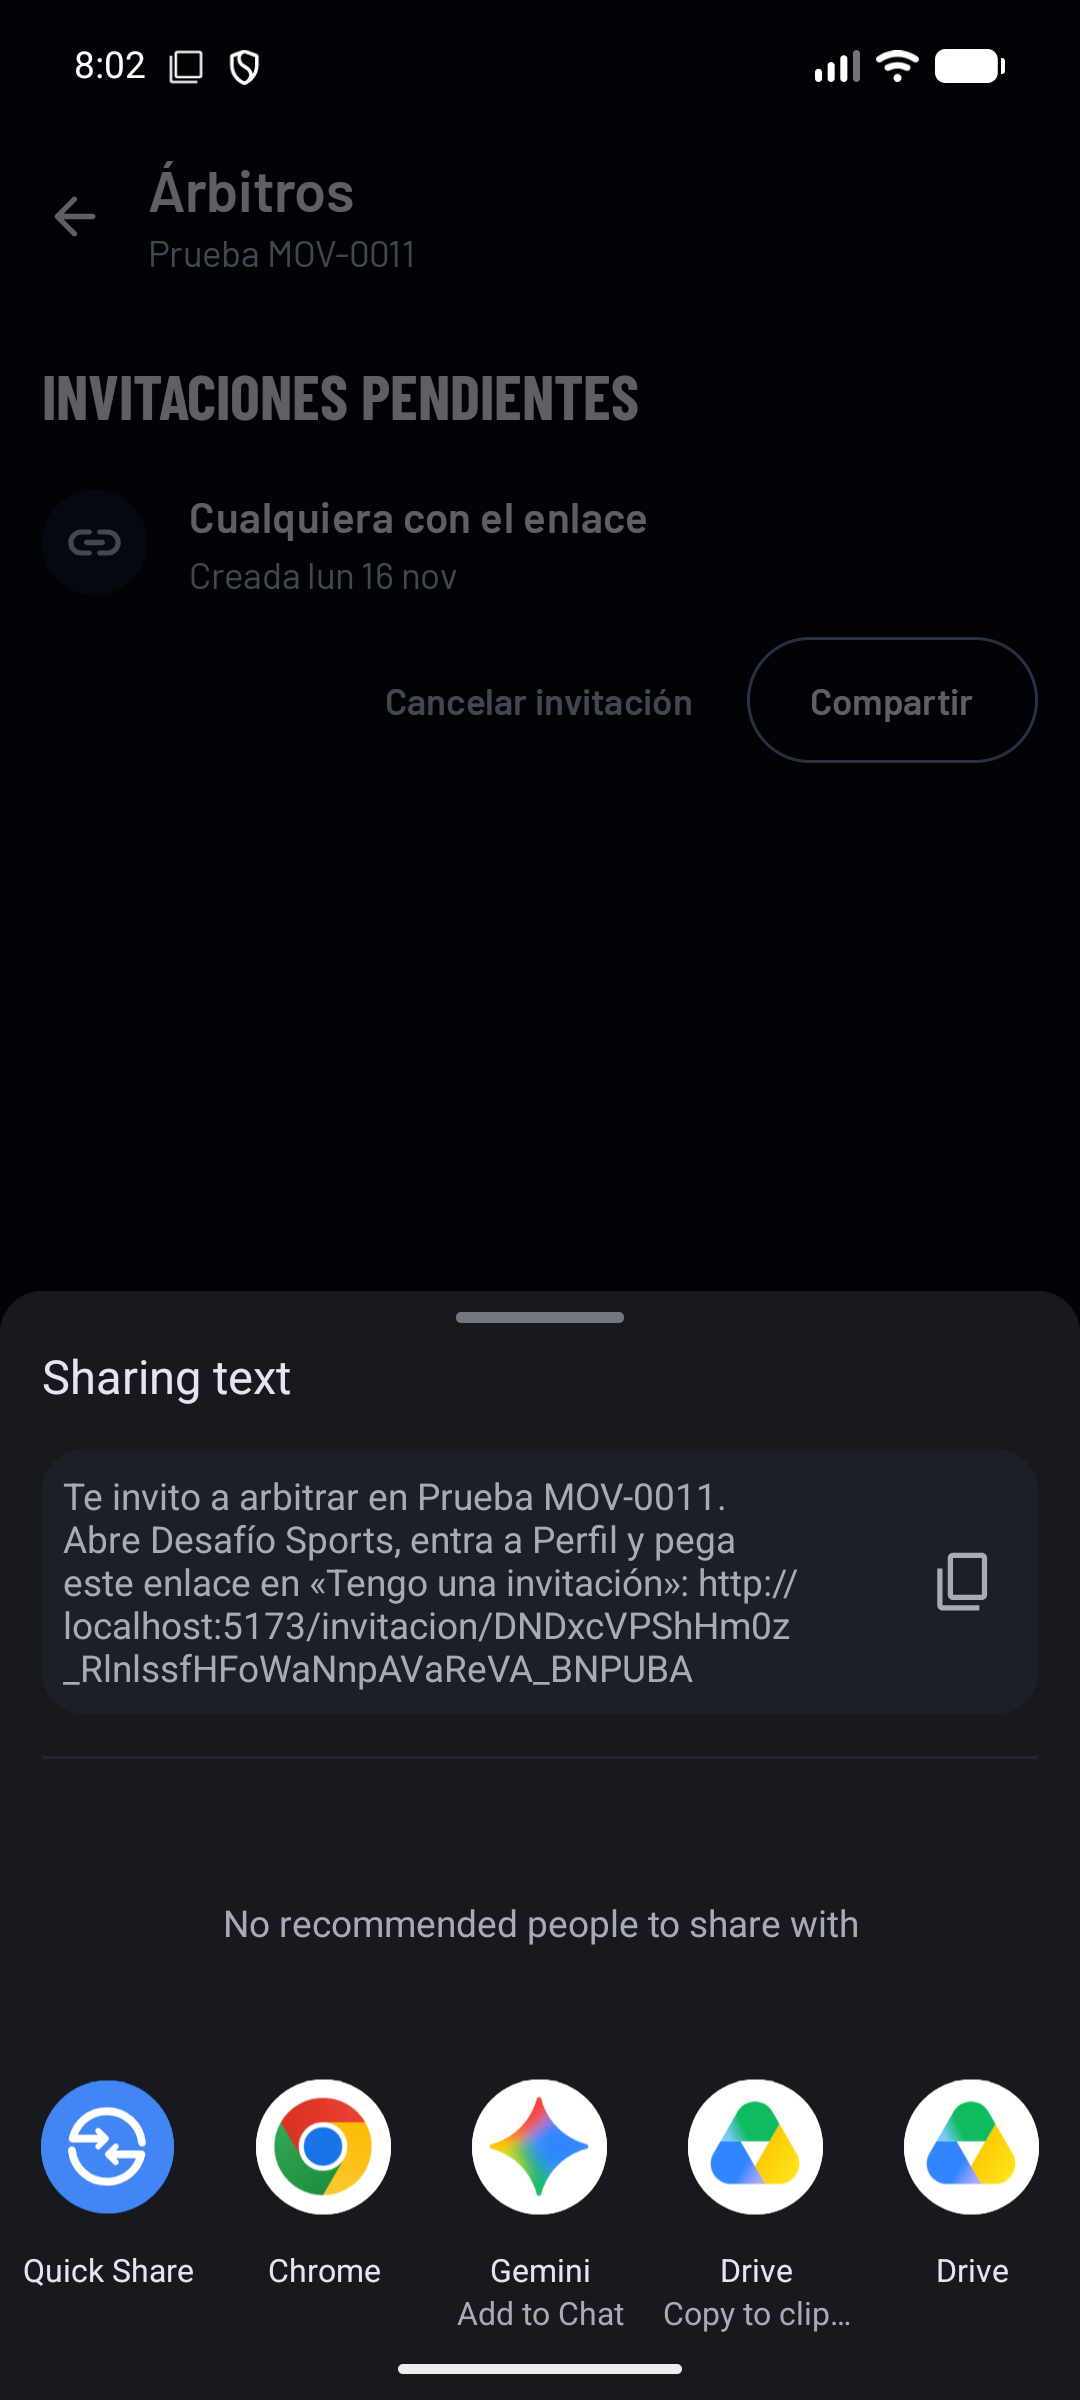 8:02
Árbitros
Prueba MOV-0011
INVITACIONES PENDIENTES
Cualquiera con el enlace
Creada lun 16 nov
Cancelar invitación
Compartir
Sharing text
Te invito a arbitrar en Prueba MOV-0011.
Abre Desafío Sports, entra a Perfil y pega
este enlace en «Tengo una invitación»: http://
localhost:5173/invitacion/DNDxcVPShHm0z
_RlnlssfHFoWaNnpAVaReVA_BNPUBA
No recommended people to share with
Quick Share
Chrome
Gemini
Add to Chat
Drive
Copy to clip...
Drive